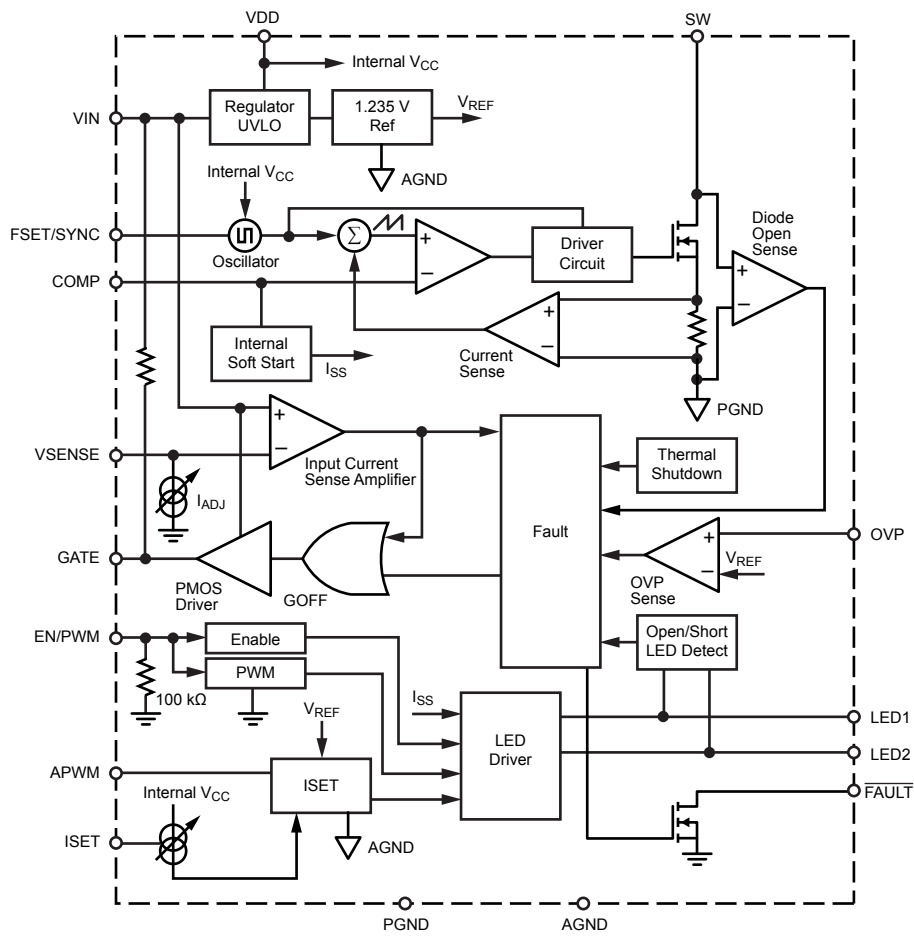 VDD
SW
Internal VCC
VIN
Regulator
UVLO
1.235 V
Ref
VREF
AGND
Internal VCC
FSET/SYNC
Oscillator
Σ
+
−
Driver
Circuit
Diode
Open
Sense
+
−
COMP
Internal
Soft Start
ISS
Current
Sense
+
−
PGND
VSENSE
+
−
Input Current
Sense Amplifier
IADJ
Fault
Thermal
Shutdown
GATE
PMOS
Driver
GOFF
+
−
VREF
OVP
Sense
OVP
EN/PWM
Enable
PWM
100 kΩ
Open/Short
LED Detect
ISS
VREF
LED
Driver
LED1
LED2
APWM
ISET
Internal VCC
AGND
ISET
FAULT
PGND
AGND